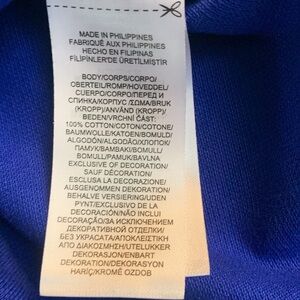 MADE IN PHILIPPINES
FABRIQUÉ AUX PHILIPPINES
HECHO EN FILIPINAS
FİLİPİNLER'DE ÜRETİLMİŞTİR
BODY/CORPS/CORPO/
OBERTEIL/ROMP/HOVEDDEL/
CUERPO/CORPO/ПЕРЕД И
СПИНКА/КОРПУС /ΣΩΜΑ/BRUK
(KROPP)/ANVÄND (KROPP)/
BEDEN/VRCHNÍ ČÁST:
100% COTTON/COTON/COTONE/
BAUMWOLLE/KATOEN/BOMULD/
ALGODÓN/ALGODÃO/ХЛОПОК/
ПАМУК/ΒΑΜΒΑΚΙ/BOMULL/
BOMULL/PAMUK/BAVLNA
EXCLUSIVE OF DECORATION/
SAUF DÉCORATION/
ESCLUSA LA DECORAZIONE/
AUSGENOMMEN DEKORATION/
BEHALVE VERSIERING/UDEN
PYNT/EXCLUSIVO DE LA
DECORACIÓN/NÃO INCLUI
DECORAÇÃO/ЗА ИСКЛЮЧЕНИЕМ
ДЕКОРАТИВНОЙ ОТДЕЛКИ/
БЕЗ УКРАСАТА/ΑΠΟΚΛΕΙΣΤΙΚΗ
ΑΠΟ ΔΙΑΚΟΣΜΗΣΗ/UTELUKKER
DEKORASJON/ENBART
DEKORATION/DEKORASYON
HARİÇ/KROMĚ OZDOB